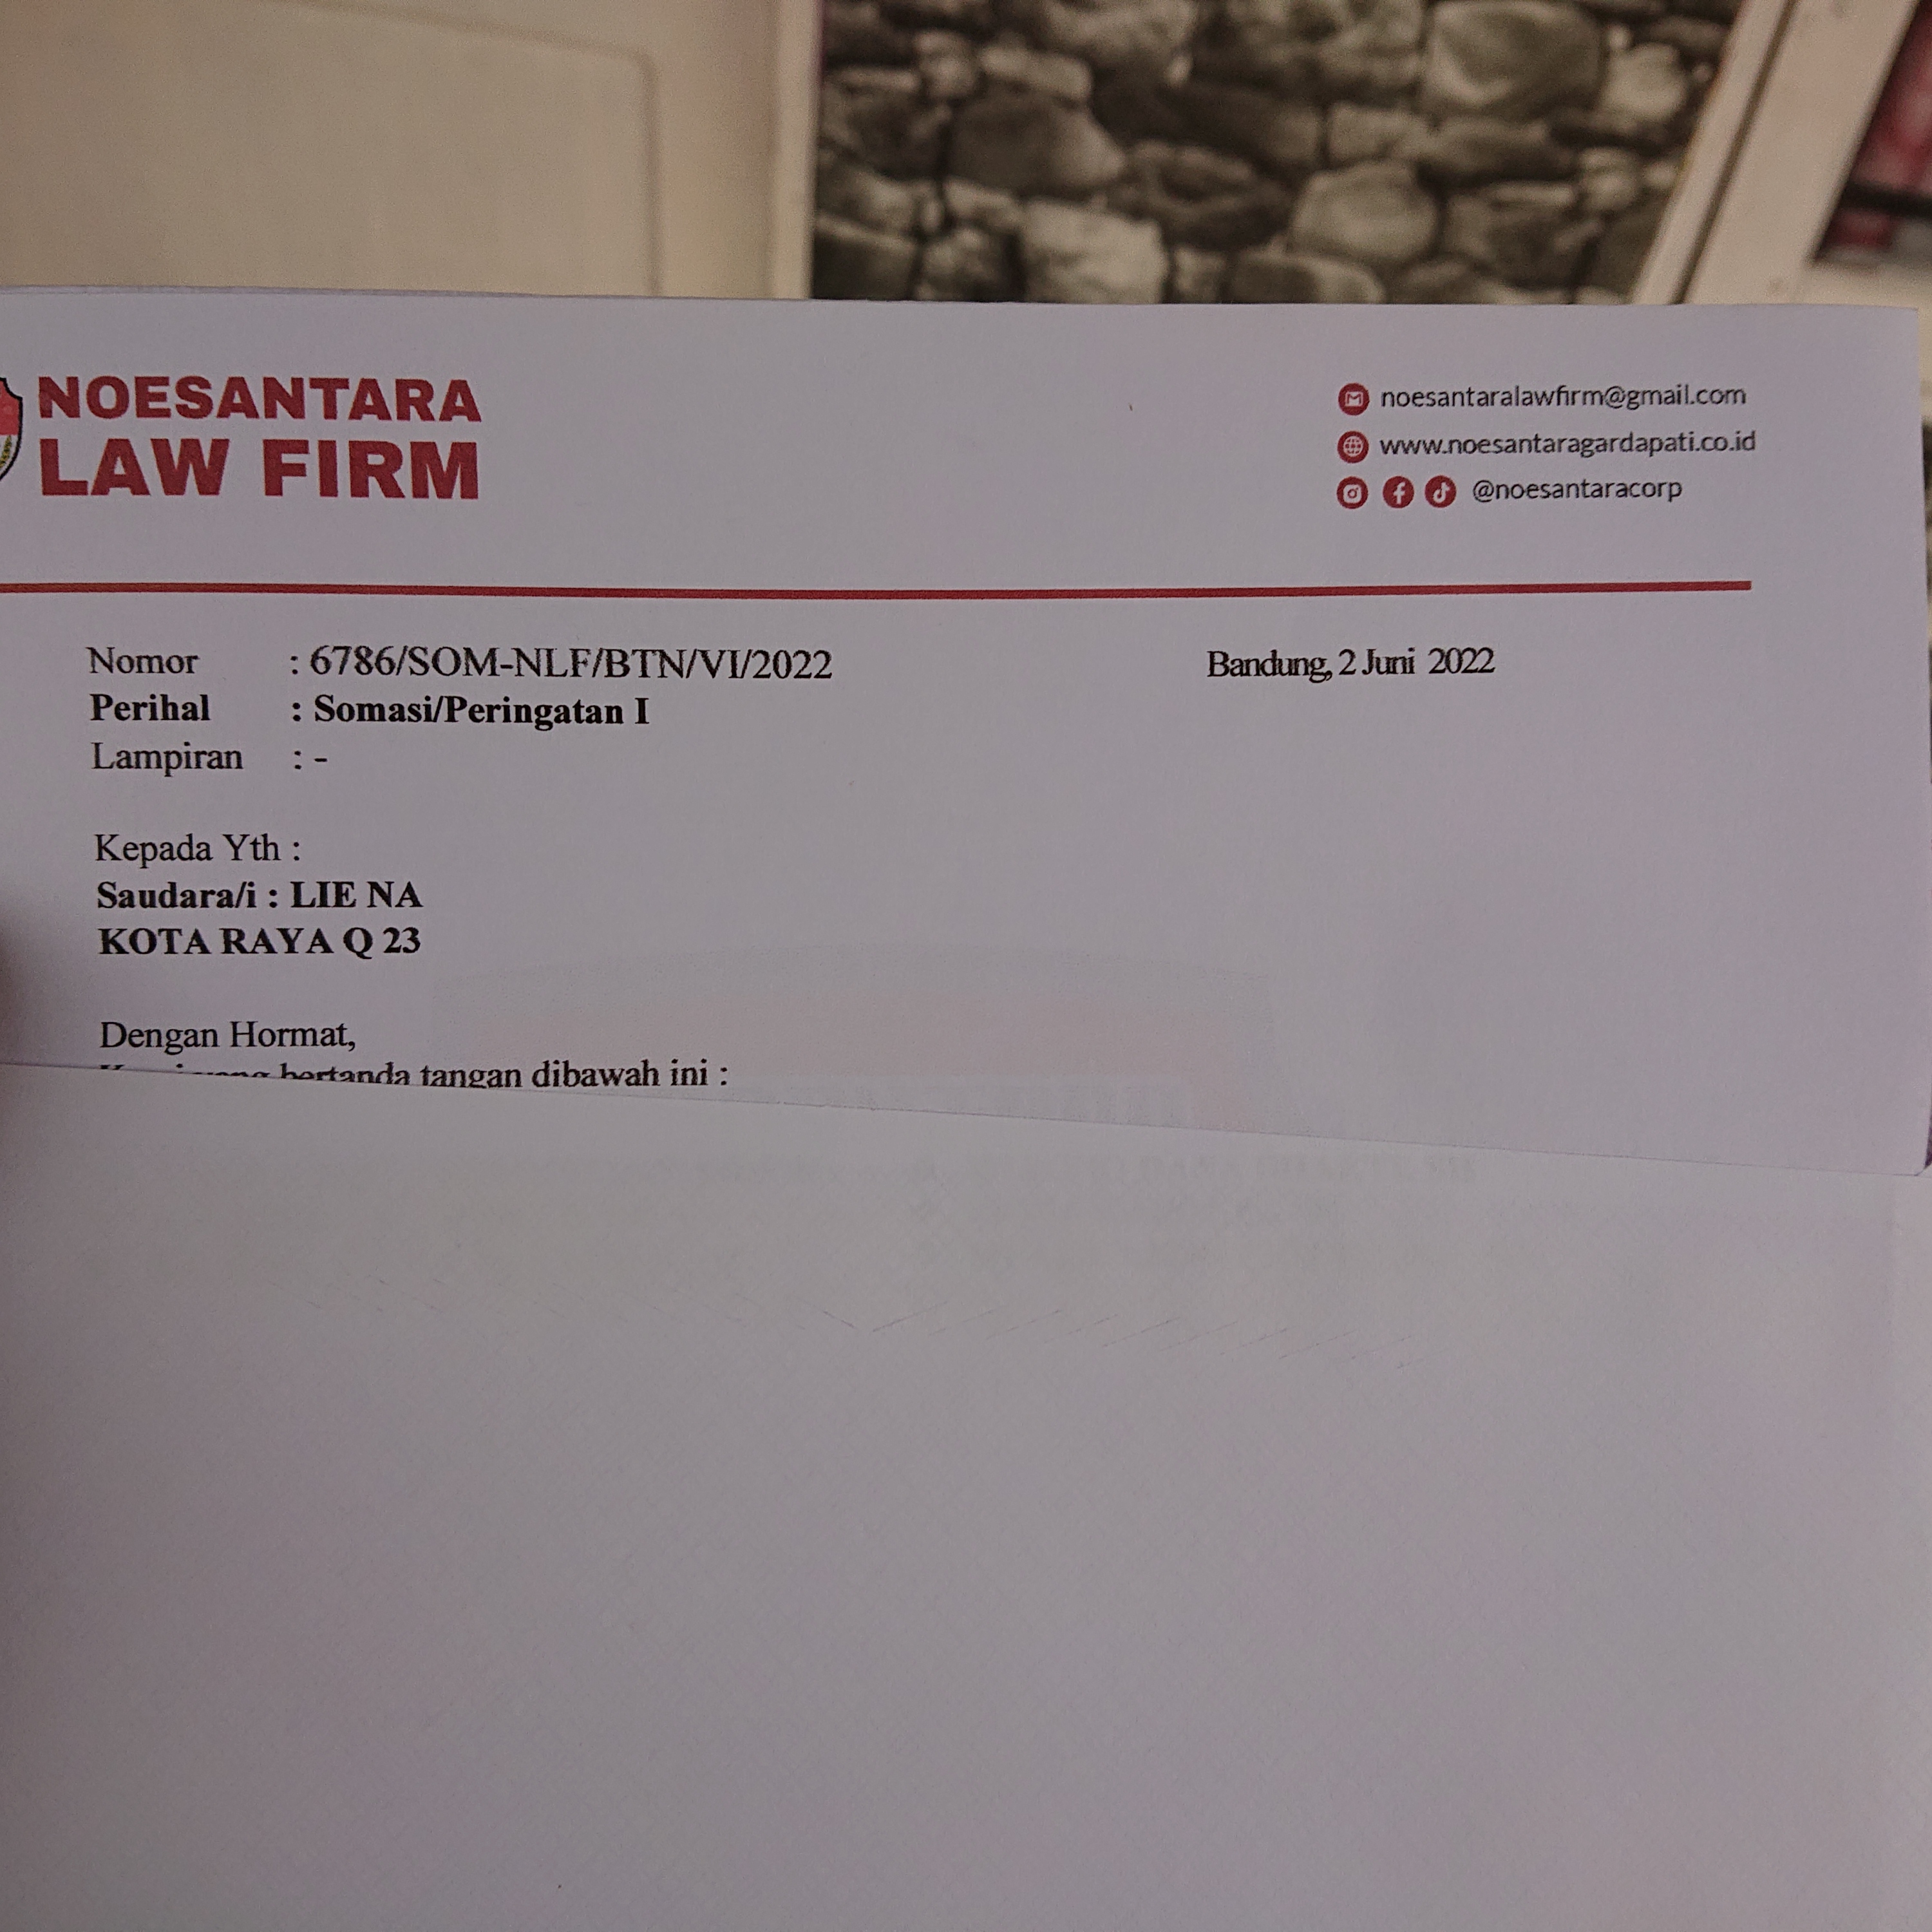 NOESANTARA
LAW FIRM
noesantaralawfirm@gmail.com
www.noesantaragardapati.co.id
@noesantaracorp
Nomor : 6786/SOM-NLF/BTN/VI/2022
Bandung, 2 Juni 2022
Perihal : Somasi/Peringatan I
Lampiran : -
Kepada Yth :
Saudara/i : LIE NA
KOTA RAYA Q 23
Dengan Hormat,
bertanda tangan dibawah ini :